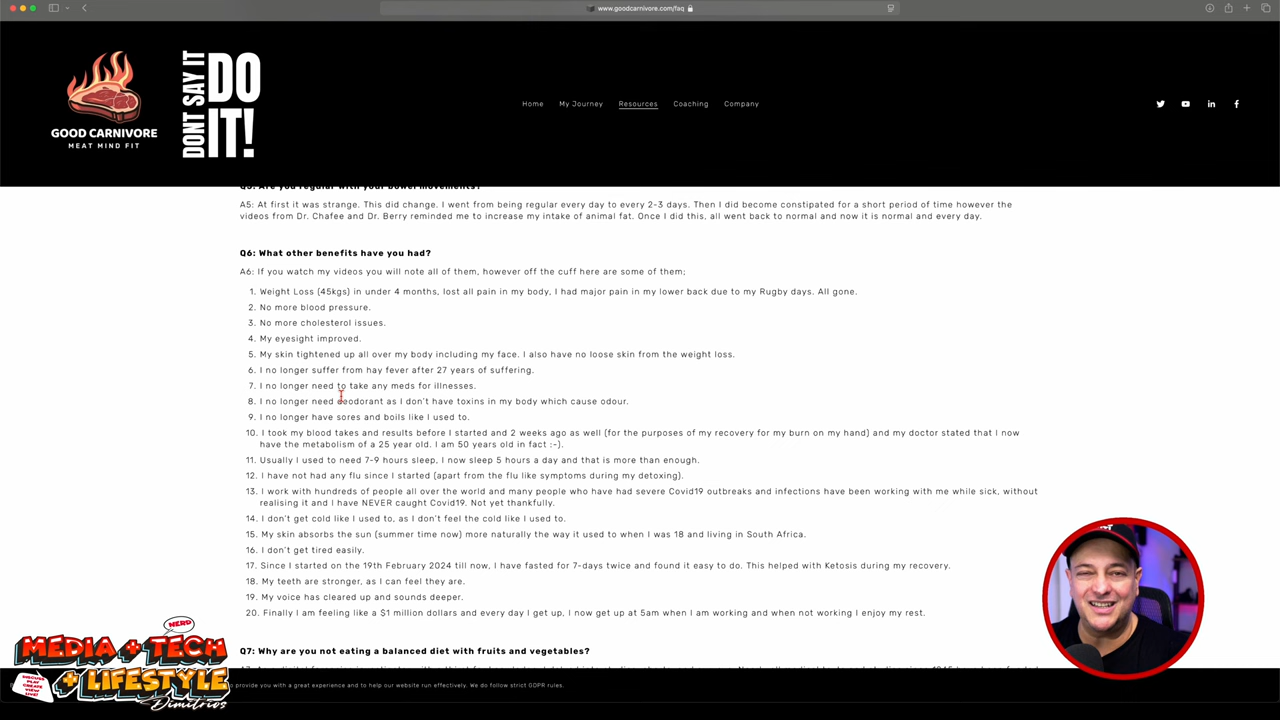 www.goodcarnivore.com/faq
GOOD CARNIVORE
MEAT MIND FIT
DONT SAY IT
DO
IT!
Home
My Journey
Resources
Coaching
Company
Q5: Are you regular with your bowel movements?
A5: At first it was strange. This did change. I went from being regular every day to every 2-3 days. Then I did become constipated for a short period of time however the
videos from Dr. Chafee and Dr. Berry reminded me to increase my intake of animal fat. Once I did this, all went back to normal and now it is normal and every day.
Q6: What other benefits have you had?
A6: If you watch my videos you will note all of them, however off the cuff here are some of them;
1. Weight Loss (45kgs) in under 4 months, lost all pain in my body, I had major pain in my lower back due to my Rugby days. All gone.
2. No more blood pressure.
3. No more cholesterol issues.
4. My eyesight improved.
5. My skin tightened up all over my body including my face. I also have no loose skin from the weight loss.
6. I no longer suffer from hay fever after 27 years of suffering.
7. I no longer need to take any meds for illnesses.
8. I no longer need deodorant as I don't have toxins in my body which cause odour.
9. I no longer have sores and boils like I used to.
10. I took my blood takes and results before I started and 2 weeks ago as well (for the purposes of my recovery for my burn on my hand) and my doctor stated that I now
have the metabolism of a 25 year old. I am 50 years old in fact :-).
11. Usually I used to need 7-9 hours sleep, I now sleep 5 hours a day and that is more than enough.
12. I have not had any flu since I started (apart from the flu like symptoms during my detoxing).
13. I work with hundreds of people all over the world and many people who have had severe Covid19 outbreaks and infections have been working with me while sick, without
realising it and I have NEVER caught Covid19. Not yet thankfully.
14. I don't get cold like I used to, as I don't feel the cold like I used to.
15. My skin absorbs the sun (summer time now) more naturally the way it used to when I was 18 and living in South Africa.
16. I don't get tired easily.
17. Since I started on the 19th February 2024 till now, I have fasted for 7-days twice and found it easy to do. This helped with Ketosis during my recovery.
18. My teeth are stronger, as I can feel they are.
19. My voice has cleared up and sounds deeper.
20. Finally I am feeling like a $1 million dollars and every day I get up, I now get up at 5am when I am working and when not working I enjoy my rest.
Q7: Why are you not eating a balanced diet with fruits and vegetables?
provide you with a great experience and to help our website run effectively. We do follow strict GDPR rules.
NERD
MEDIA + TECH
+ LIFESTYLE
DISCUSS
PLAY
CREATE
VIEW
LIVE!
Dimitrios